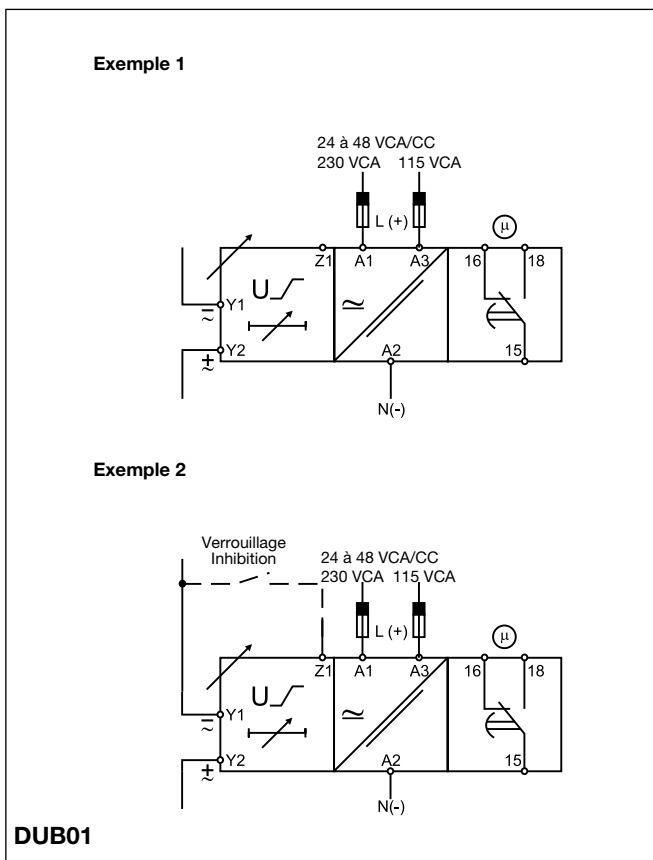 Exemple 1
24 à 48 VCA/CC
230 VCA 115 VCA
L (+)
µ
Z1 A1 A3 16 18
U
Y1
Y2
A2
15
N(-)
Exemple 2
Verrouillage
Inhibition
24 à 48 VCA/CC
230 VCA 115 VCA
L (+)
µ
Z1 A1 A3 16 18
U
Y1
Y2
A2
15
N(-)
DUB01